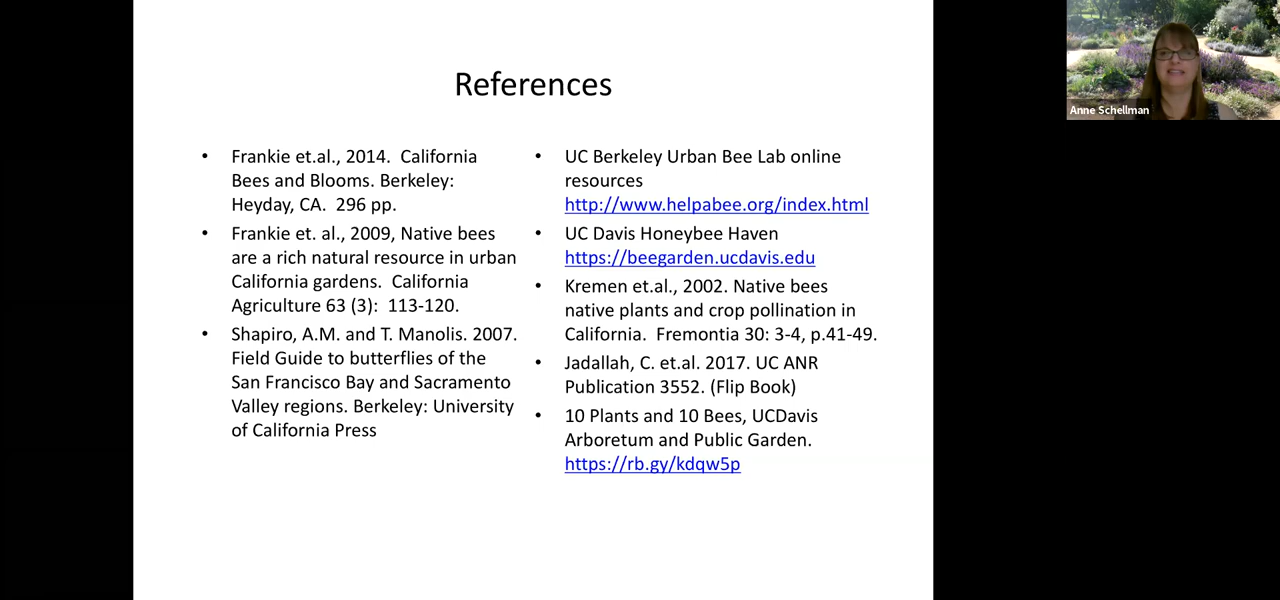 References
Frankie et.al., 2014.  California
Bees and Blooms. Berkeley:
Heyday, CA.  296 pp.
Frankie et. al., 2009, Native bees
are a rich natural resource in urban
California gardens.  California
Agriculture 63 (3):  113-120.
Shapiro, A.M. and T. Manolis. 2007.
Field Guide to butterflies of the
San Francisco Bay and Sacramento
Valley regions. Berkeley: University
of California Press
UC Berkeley Urban Bee Lab online
resources
http://www.helpabee.org/index.html
UC Davis Honeybee Haven
https://beegarden.ucdavis.edu
Kremen et.al., 2002. Native bees
native plants and crop pollination in
California.  Fremontia 30: 3-4, p.41-49.
Jadallah, C. et.al. 2017. UC ANR
Publication 3552. (Flip Book)
10 Plants and 10 Bees, UCDavis
Arboretum and Public Garden.
https://rb.gy/kdqw5p
Anne Schellman